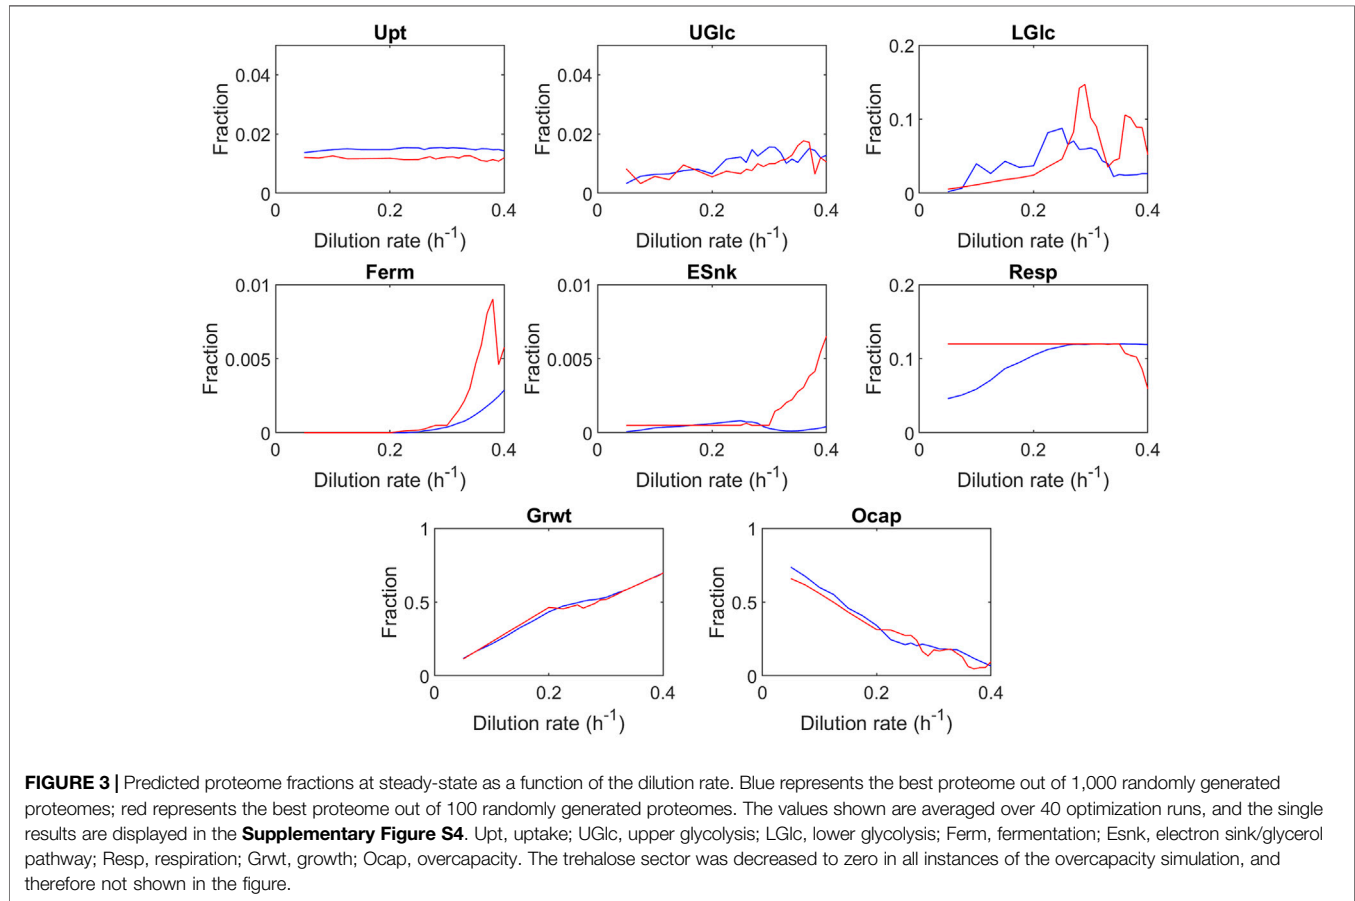 Upt
UGlc
LGlc
0.04
0.02
0
Fraction
0
0.2
0.4
Dilution rate (h-1)
0.04
0.02
0
Fraction
0
0.2
0.4
Dilution rate (h-1)
0.2
0.1
0
Fraction
0
0.2
0.4
Dilution rate (h-1)
Ferm
ESnk
Resp
0.01
0.005
0
Fraction
0
0.2
0.4
Dilution rate (h-1)
0.01
0.005
0
Fraction
0
0.2
0.4
Dilution rate (h-1)
0.2
0.1
0
Fraction
0
0.2
0.4
Dilution rate (h-1)
Grwt
Ocap
1
0.5
0
Fraction
0
0.2
0.4
Dilution rate (h-1)
1
0.5
0
Fraction
0
0.2
0.4
Dilution rate (h-1)
FIGURE 3 | Predicted proteome fractions at steady-state as a function of the dilution rate. Blue represents the best proteome out of 1,000 randomly generated
proteomes; red represents the best proteome out of 100 randomly generated proteomes. The values shown are averaged over 40 optimization runs, and the single
results are displayed in the Supplementary Figure S4. Upt, uptake; UGlc, upper glycolysis; LGlc, lower glycolysis; Ferm, fermentation; Esnk, electron sink/glycerol
pathway; Resp, respiration; Grwt, growth; Ocap, overcapacity. The trehalose sector was decreased to zero in all instances of the overcapacity simulation, and
therefore not shown in the figure.